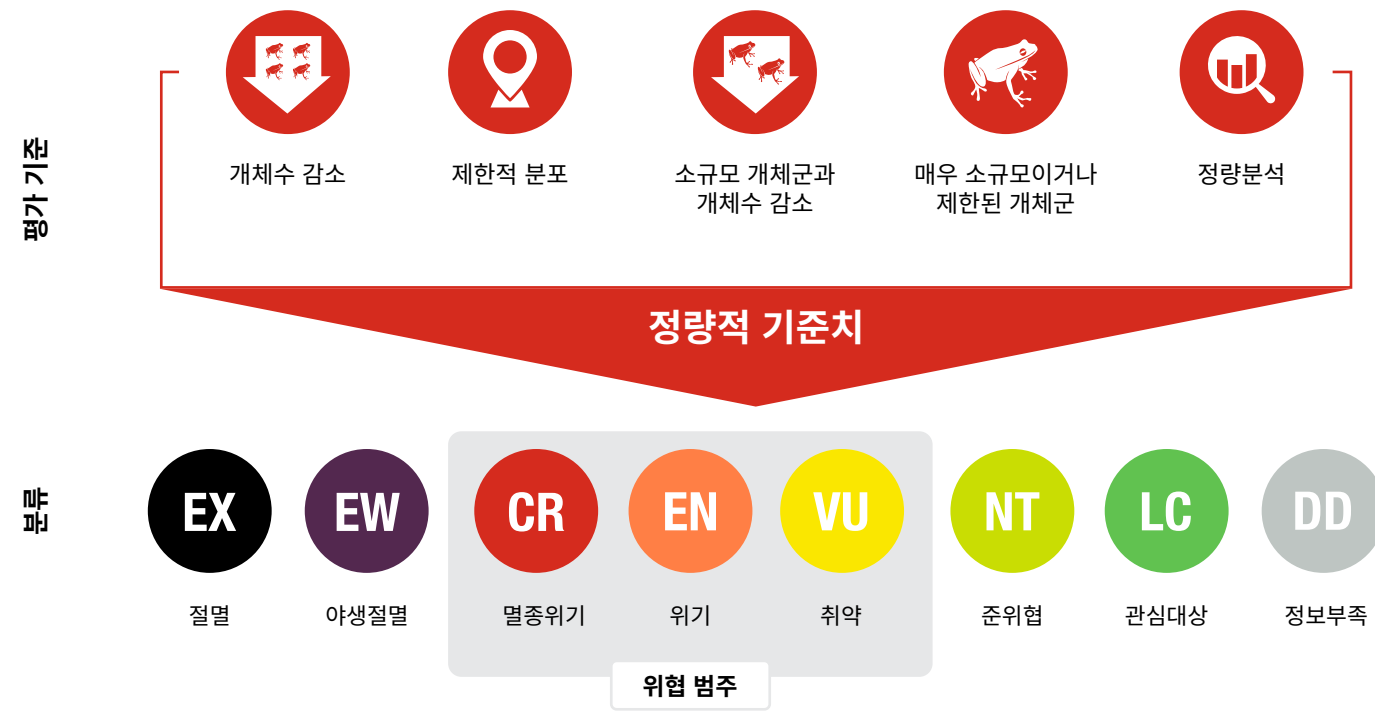 평가 기준
개체수 감소
제한적 분포
소규모 개체군과
개체수 감소
매우 소규모이거나
제한된 개체군
정량분석
정량적 기준치
분류
EX
EW
CR
EN
VU
NT
LC
DD
절멸
야생절멸
멸종위기
위기
취약
준위협
관심대상
정보부족
위협 범주